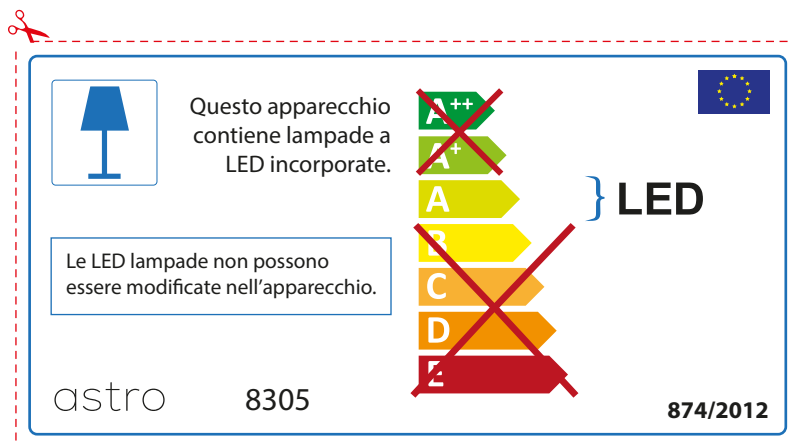 Questo apparecchio
contiene lampade a
LED incorporate.
A++
A+
A
B
C
D
E
LED
Le LED lampade non possono
essere modificate nell'apparecchio.
astro
8305
874/2012